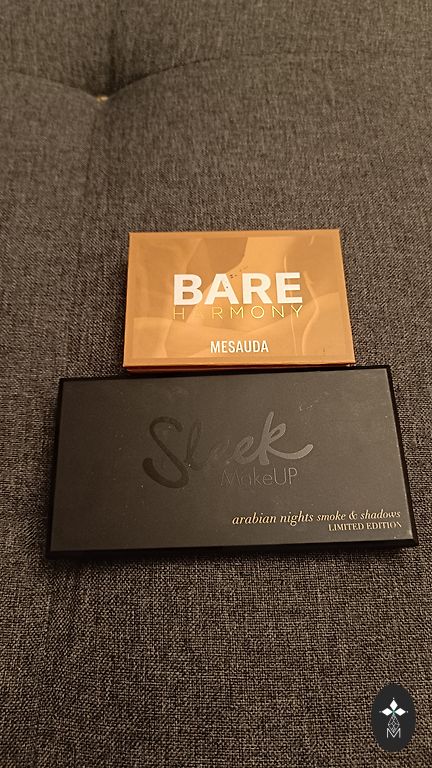 BARE
HARMONY
MESAUDA
Sleek
MakeUP
arabian nights smoke & shadows
LIMITED EDITION
M